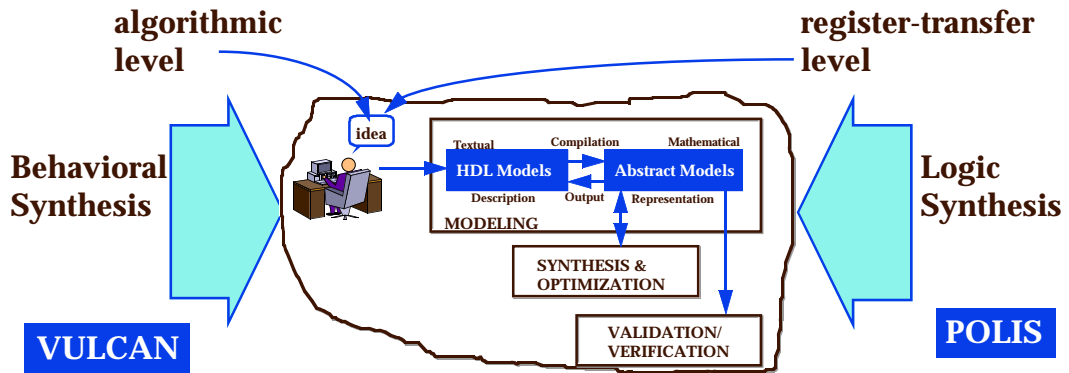 algorithmic
level
register-transfer
level
idea
Textual
Compilation
Mathematical
HDL Models
Abstract Models
Description
Output
Representation
MODELING
Behavioral
Synthesis
Logic
Synthesis
SYNTHESIS &
OPTIMIZATION
VALIDATION/
VERIFICATION
VULCAN
POLIS